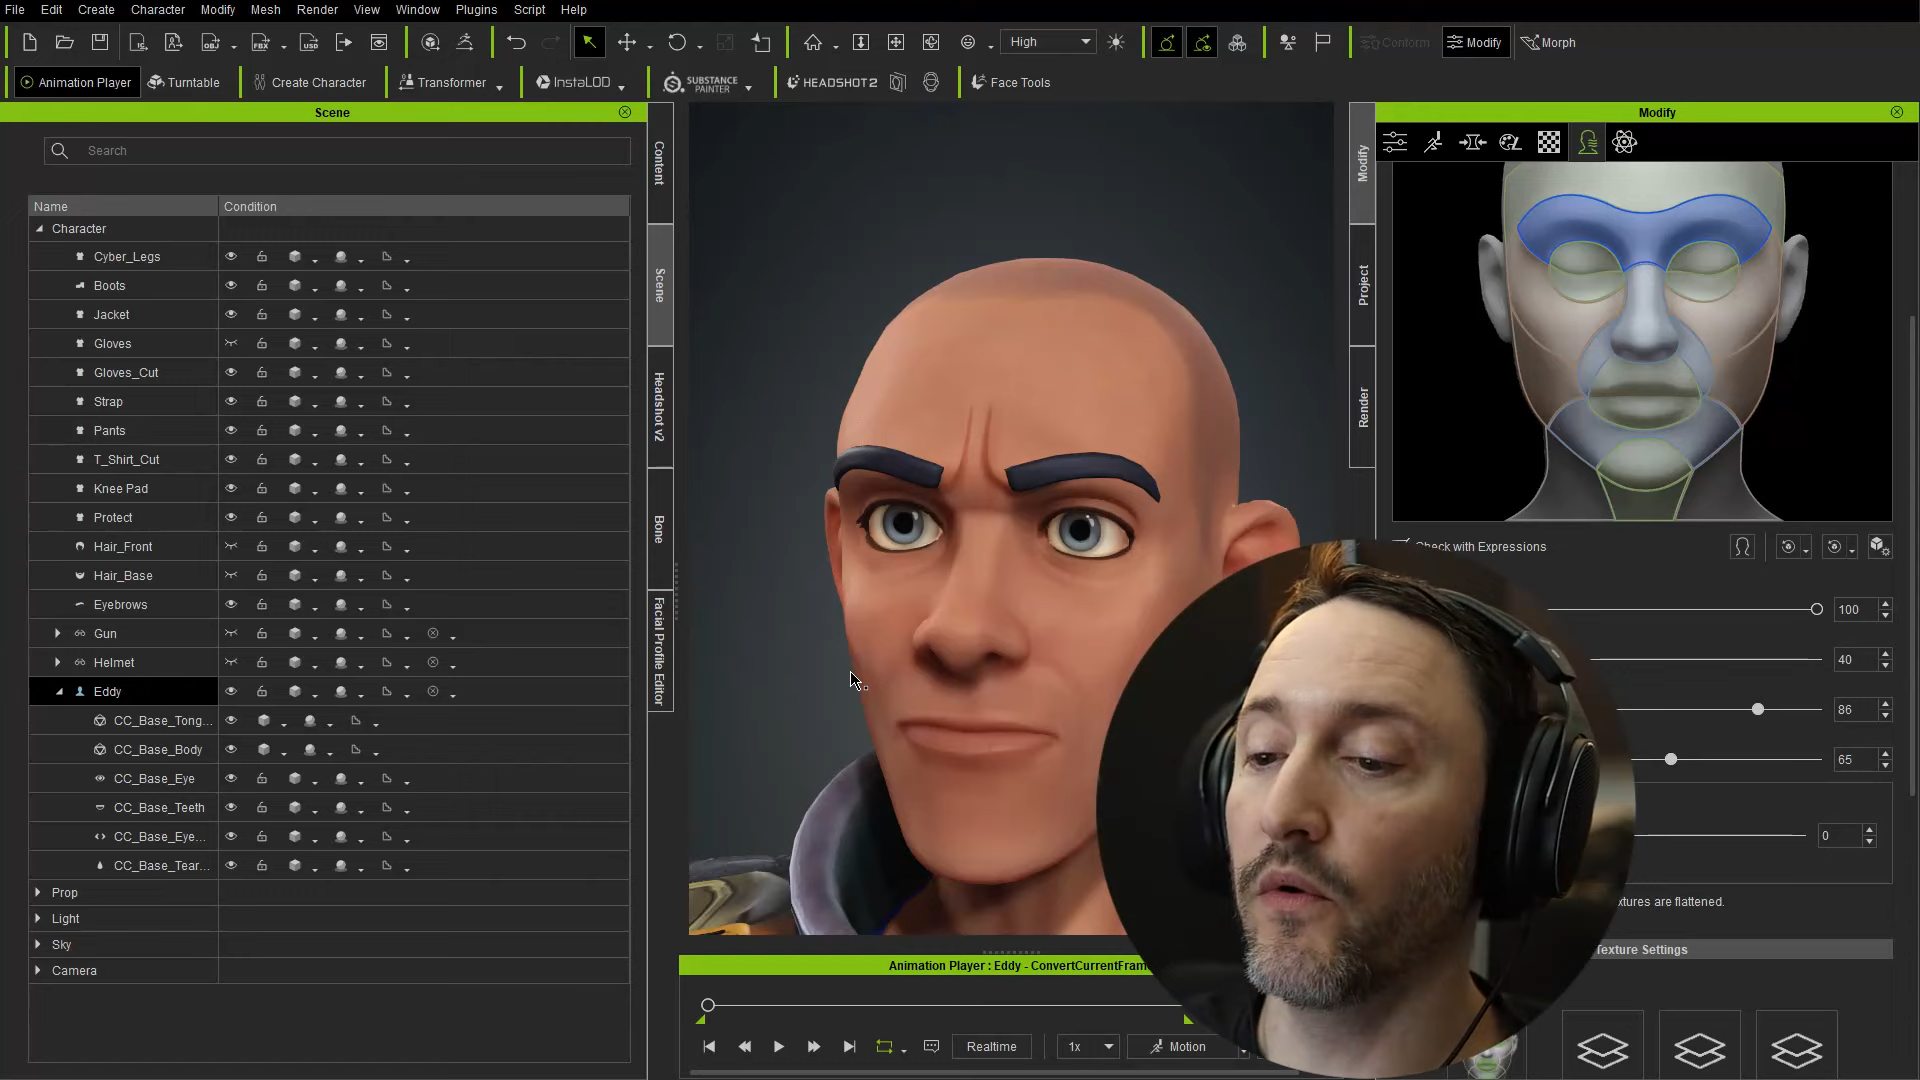 File Edit Create Character Modify Mesh Render View Window Plugins Script Help
High Conform Modify Morph
Animation Player Turntable Create Character Transformer InstaLOD SUBSTANCE PAINTER HEADSHOT 2 Face Tools
Scene
Search
Name Condition
Character
Cyber_Legs
Boots
Jacket
Gloves
Gloves_Cut
Strap
Pants
T_Shirt_Cut
Knee Pad
Protect
Hair_Front
Hair_Base
Eyebrows
Gun
Helmet
Eddy
CC_Base_Tong...
CC_Base_Body
CC_Base_Eye
CC_Base_Teeth
CC_Base_Eye...
CC_Base_Tear...
Prop
Light
Sky
Camera
Content
Scene
Headshot v2
Bone
Facial Profile Editor
Animation Player : Eddy - ConvertCurrentFram
Realtime 1x Motion
Modify
Project
Render
Modify
Check with Expressions
100
40
86
65
0
xtures are flattened.
Texture Settings